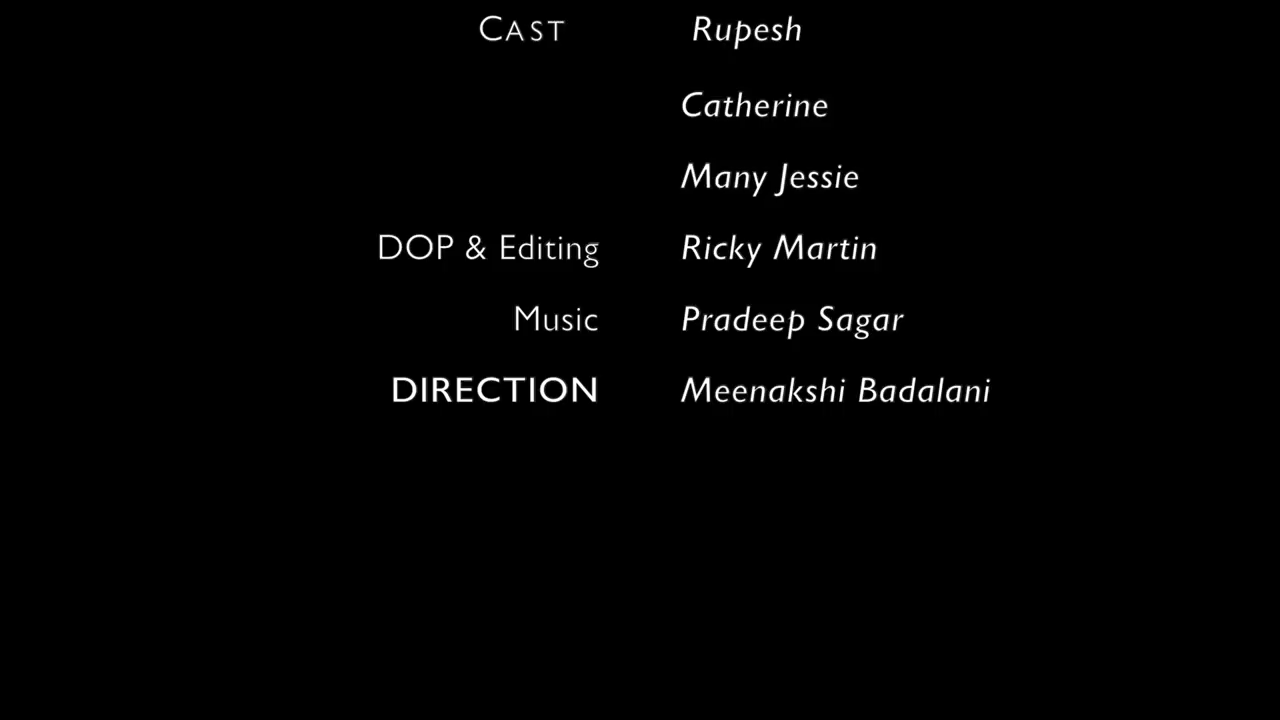 CAST Rupesh
Catherine
Many Jessie
DOP & Editing Ricky Martin
Music Pradeep Sagar
DIRECTION Meenakshi Badalani